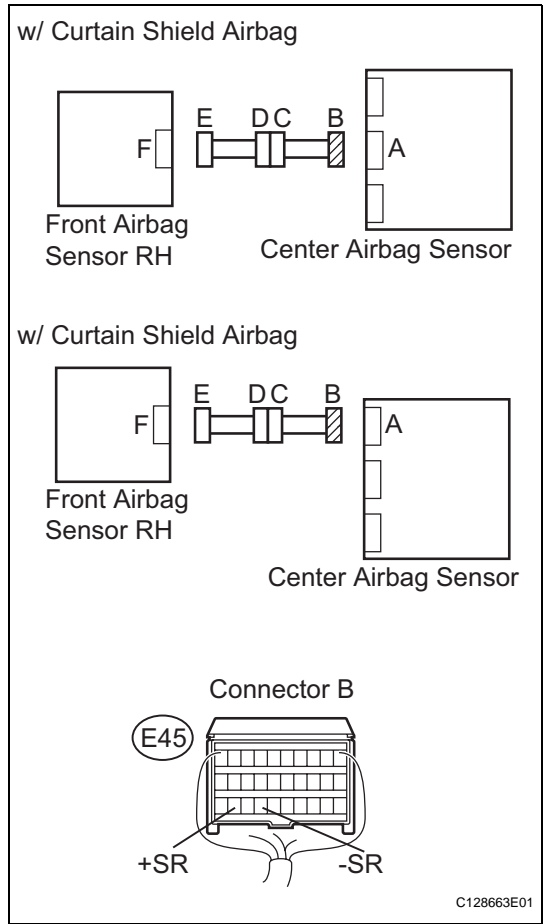 w/ Curtain Shield Airbag
E D C B
F A
Front Airbag
Sensor RH
Center Airbag Sensor
w/ Curtain Shield Airbag
E D C B
F A
Front Airbag
Sensor RH
Center Airbag Sensor
Connector B
E45
+SR -SR
C128663E01